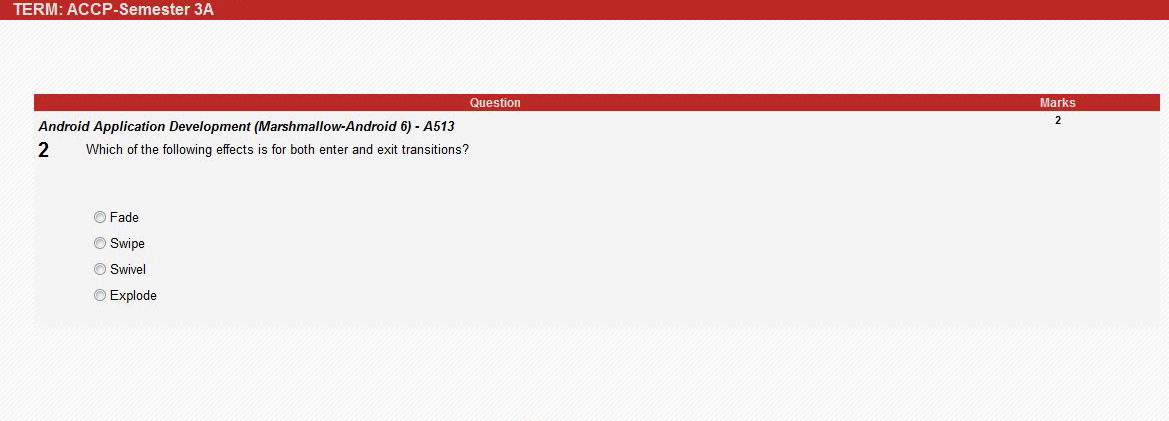 TERM: ACCP-Semester 3A
Question Marks
Android Application Development (Marshmallow-Android 6) - A513 2
2 Which of the following effects is for both enter and exit transitions?
Fade
Swipe
Swivel
Explode